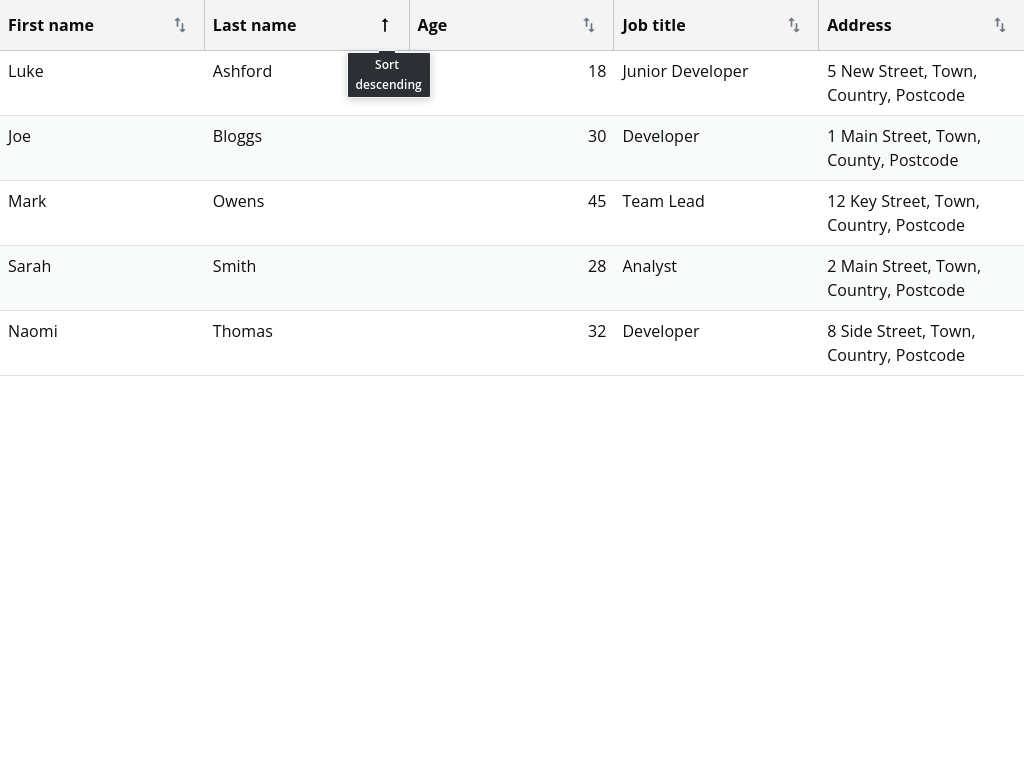 First name Last name Age Job title Address
Sort
descending
Luke Ashford 18 Junior Developer 5 New Street, Town,
Country, Postcode
Joe Bloggs 30 Developer 1 Main Street, Town,
County, Postcode
Mark Owens 45 Team Lead 12 Key Street, Town,
Country, Postcode
Sarah Smith 28 Analyst 2 Main Street, Town,
Country, Postcode
Naomi Thomas 32 Developer 8 Side Street, Town,
Country, Postcode